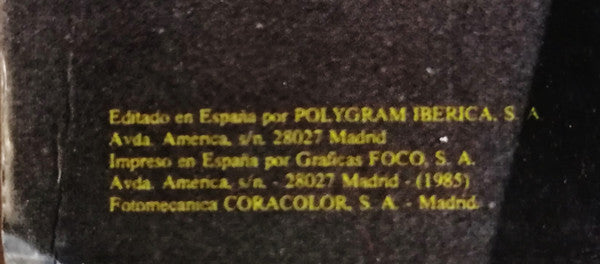 Editado en España por POLYGRAM IBERICA, S. A
Avda. America, s/n. 28027 Madrid
Impreso en España por Graficas FOCO, S. A.
Avda. America, s/n. - 28027 Madrid - (1985)
Fotomecanica CORACOLOR, S. A. - Madrid.